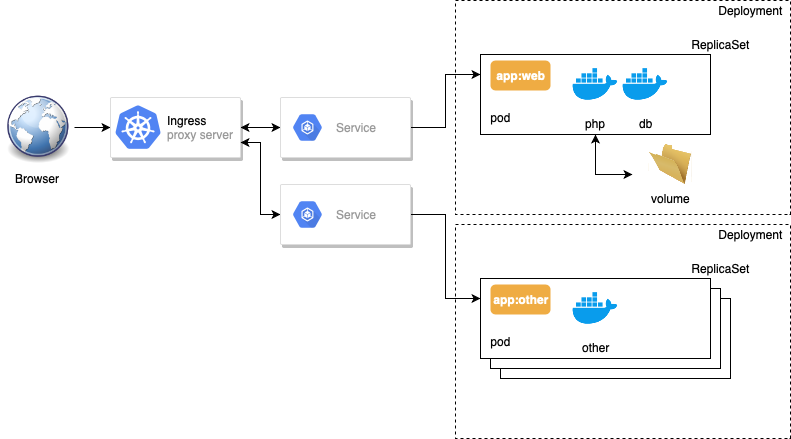 Deployment
ReplicaSet
app:web
pod
php
db
volume
Browser
Ingress
proxy server
Service
Service
Deployment
ReplicaSet
app:other
pod
other